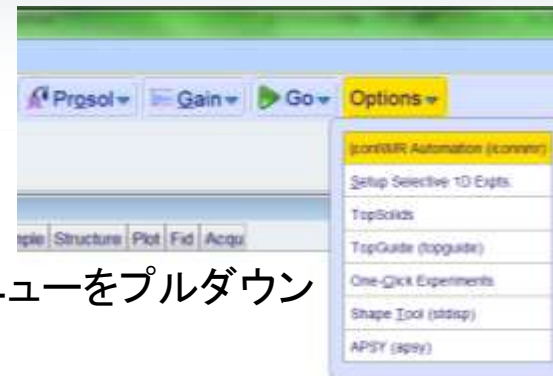 Prosol Gain Go Options
IconNMR Automation (iconnmr)
Setup Selective 1D Expts.
TopSolids
TopGuide (topguide)
One-Click Experiments
Shape Tool (stdisp)
APSY (apsy)
Structure Plot Fid Acqu
ューをプルダウン